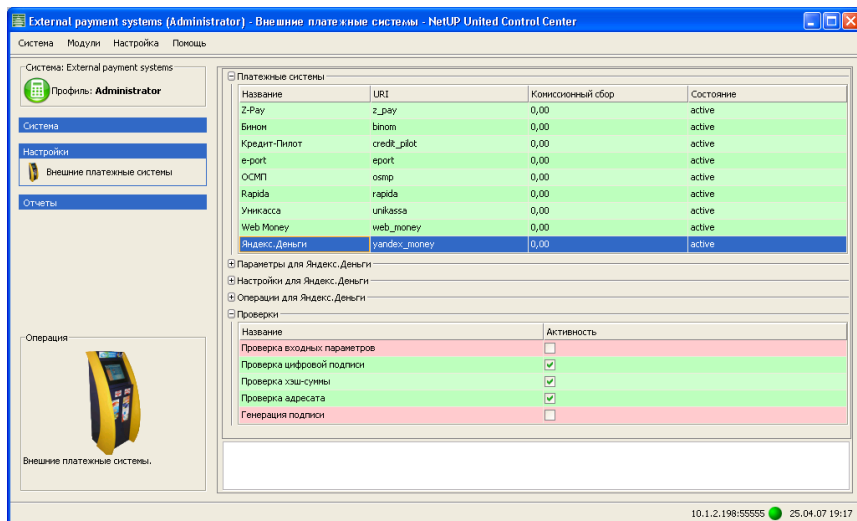 External payment systems (Administrator) - Внешние платежные системы - NetUP United Control Center
Система Модули Настройка Помощь
Система: External payment systems
Профиль: Administrator
Система
Настройки
Внешние платежные системы
Отчеты
Операция
Внешние платежные системы.
Платежные системы
Название URI Комиссионный сбор Состояние
Z-Pay z_pay 0,00 active
Бином binom 0,00 active
Кредит-Пилот credit_pilot 0,00 active
e-port eport 0,00 active
ОСМП osmp 0,00 active
Rapida rapida 0,00 active
Уникасса unikassa 0,00 active
Web Money web_money 0,00 active
Яндекс.Деньги yandex_money 0,00 active
Параметры для Яндекс.Деньги
Настройки для Яндекс.Деньги
Операции для Яндекс.Деньги
Проверки
Название Активность
Проверка входных параметров
Проверка цифровой подписи
Проверка хэш-суммы
Проверка адресата
Генерация подписи
10.1.2.198:55555 25.04.07 19:17